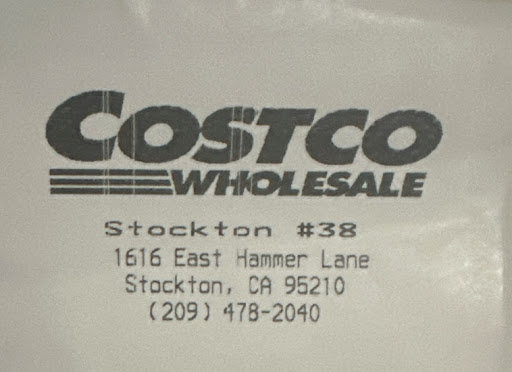 COSTCO
WHOLESALE
Stockton #38
1616 East Hammer Lane
Stockton, CA 95210
(209) 478-2040